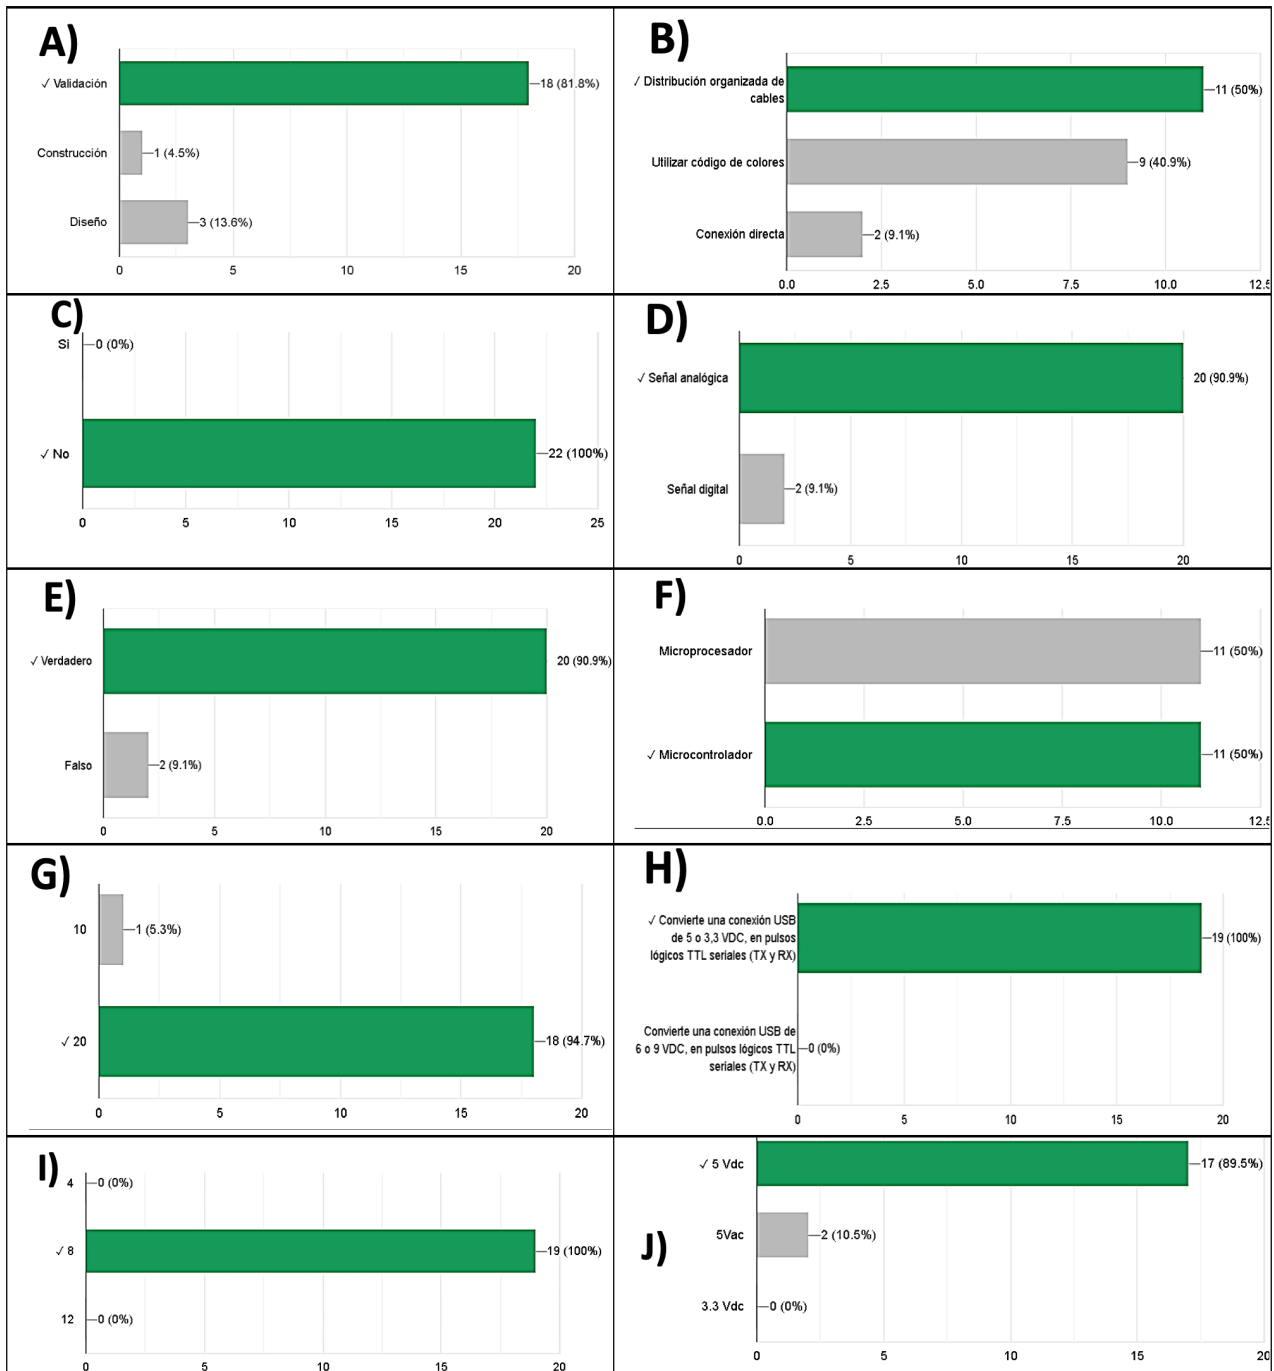 A)
✓ Validación
18 (81.8%)
Construcción
1 (4.5%)
Diseño
3 (13.6%)
0 5 10 15 20
B)
✓ Distribución organizada de
cables
11 (50%)
Utilizar código de colores
9 (40.9%)
Conexión directa
2 (9.1%)
0.0 2.5 5.0 7.5 10.0 12.5
C)
Si
0 (0%)
✓ No
22 (100%)
0 5 10 15 20 25
D)
✓ Señal analógica
20 (90.9%)
Señal digital
2 (9.1%)
0 5 10 15 20
E)
✓ Verdadero
20 (90.9%)
Falso
2 (9.1%)
0 5 10 15 20
F)
Microprocesador
11 (50%)
✓ Microcontrolador
11 (50%)
0.0 2.5 5.0 7.5 10.0 12.5
G)
10
1 (5.3%)
✓ 20
18 (94.7%)
0 5 10 15 20
H)
✓ Convierte una conexión USB
de 5 o 3,3 VDC, en pulsos
lógicos TTL seriales (TX y RX)
19 (100%)
Convierte una conexión USB de
6 o 9 VDC, en pulsos lógicos TTL
seriales (TX y RX)
0 (0%)
0 5 10 15 20
I)
4
0 (0%)
✓ 8
19 (100%)
12
0 (0%)
0 5 10 15 20
J)
✓ 5 Vdc
17 (89.5%)
5Vac
2 (10.5%)
3.3 Vdc
0 (0%)
0 5 10 15 20